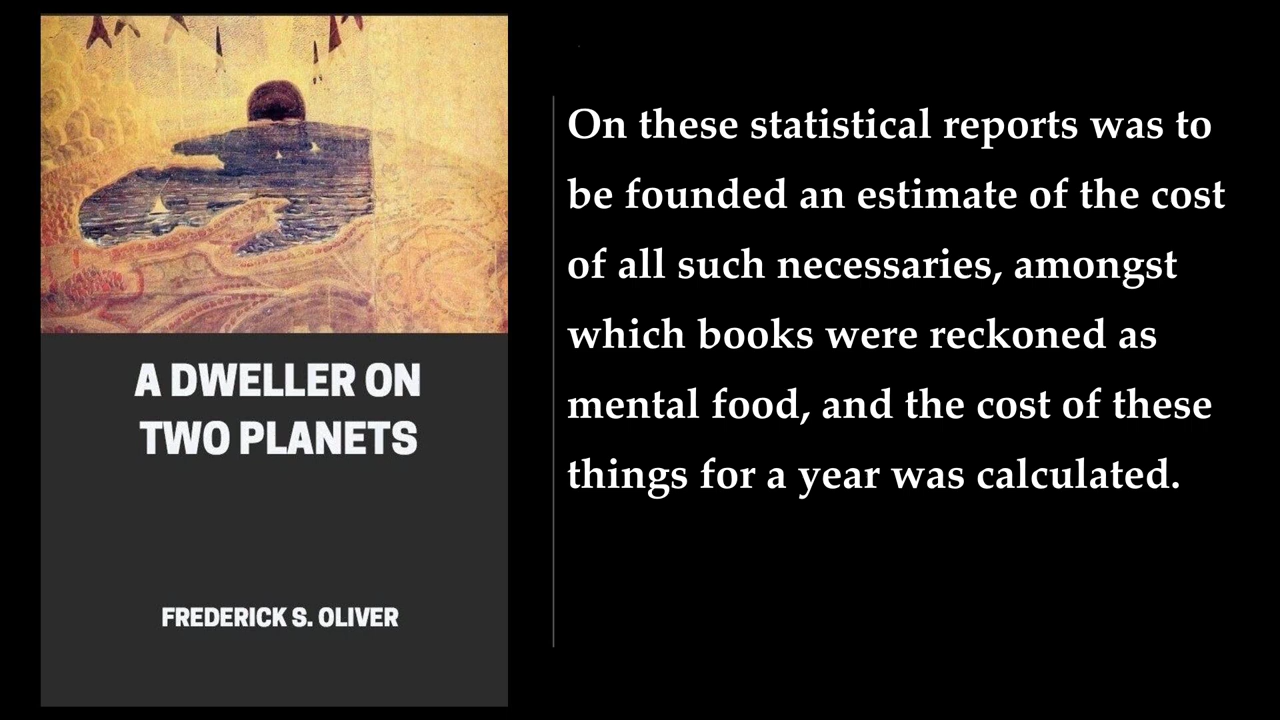 A DWELLER ON
TWO PLANETS
FREDERICK S. OLIVER
On these statistical reports was to
be founded an estimate of the cost
of all such necessaries, amongst
which books were reckoned as
mental food, and the cost of these
things for a year was calculated.